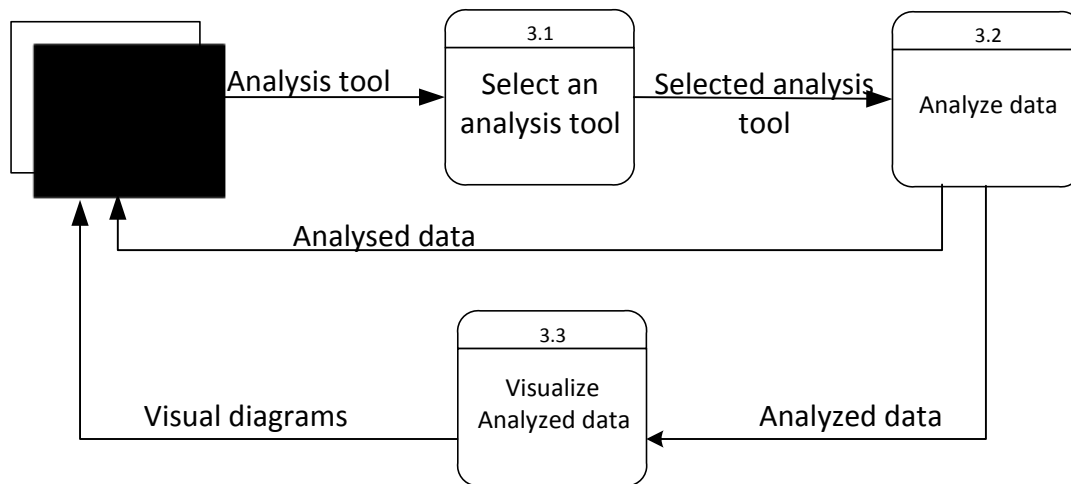 3.1
3.2
Analysis tool
Select an
analysis tool
Selected analysis
tool
Analyze data
Analysed data
3.3
Visualize
Analyzed data
Visual diagrams
Analyzed data